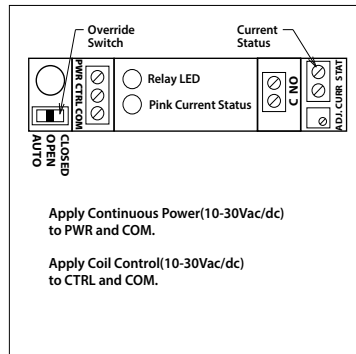 Override
Switch
Current
Status
PWR CTRL COM
Relay LED
Pink Current Status
C NO
ADJ. CURR STAT
CLOSED
OPEN
AUTO
Apply Continuous Power(10-30Vac/dc)
to PWR and COM.
Apply Coil Control(10-30Vac/dc)
to CTRL and COM.